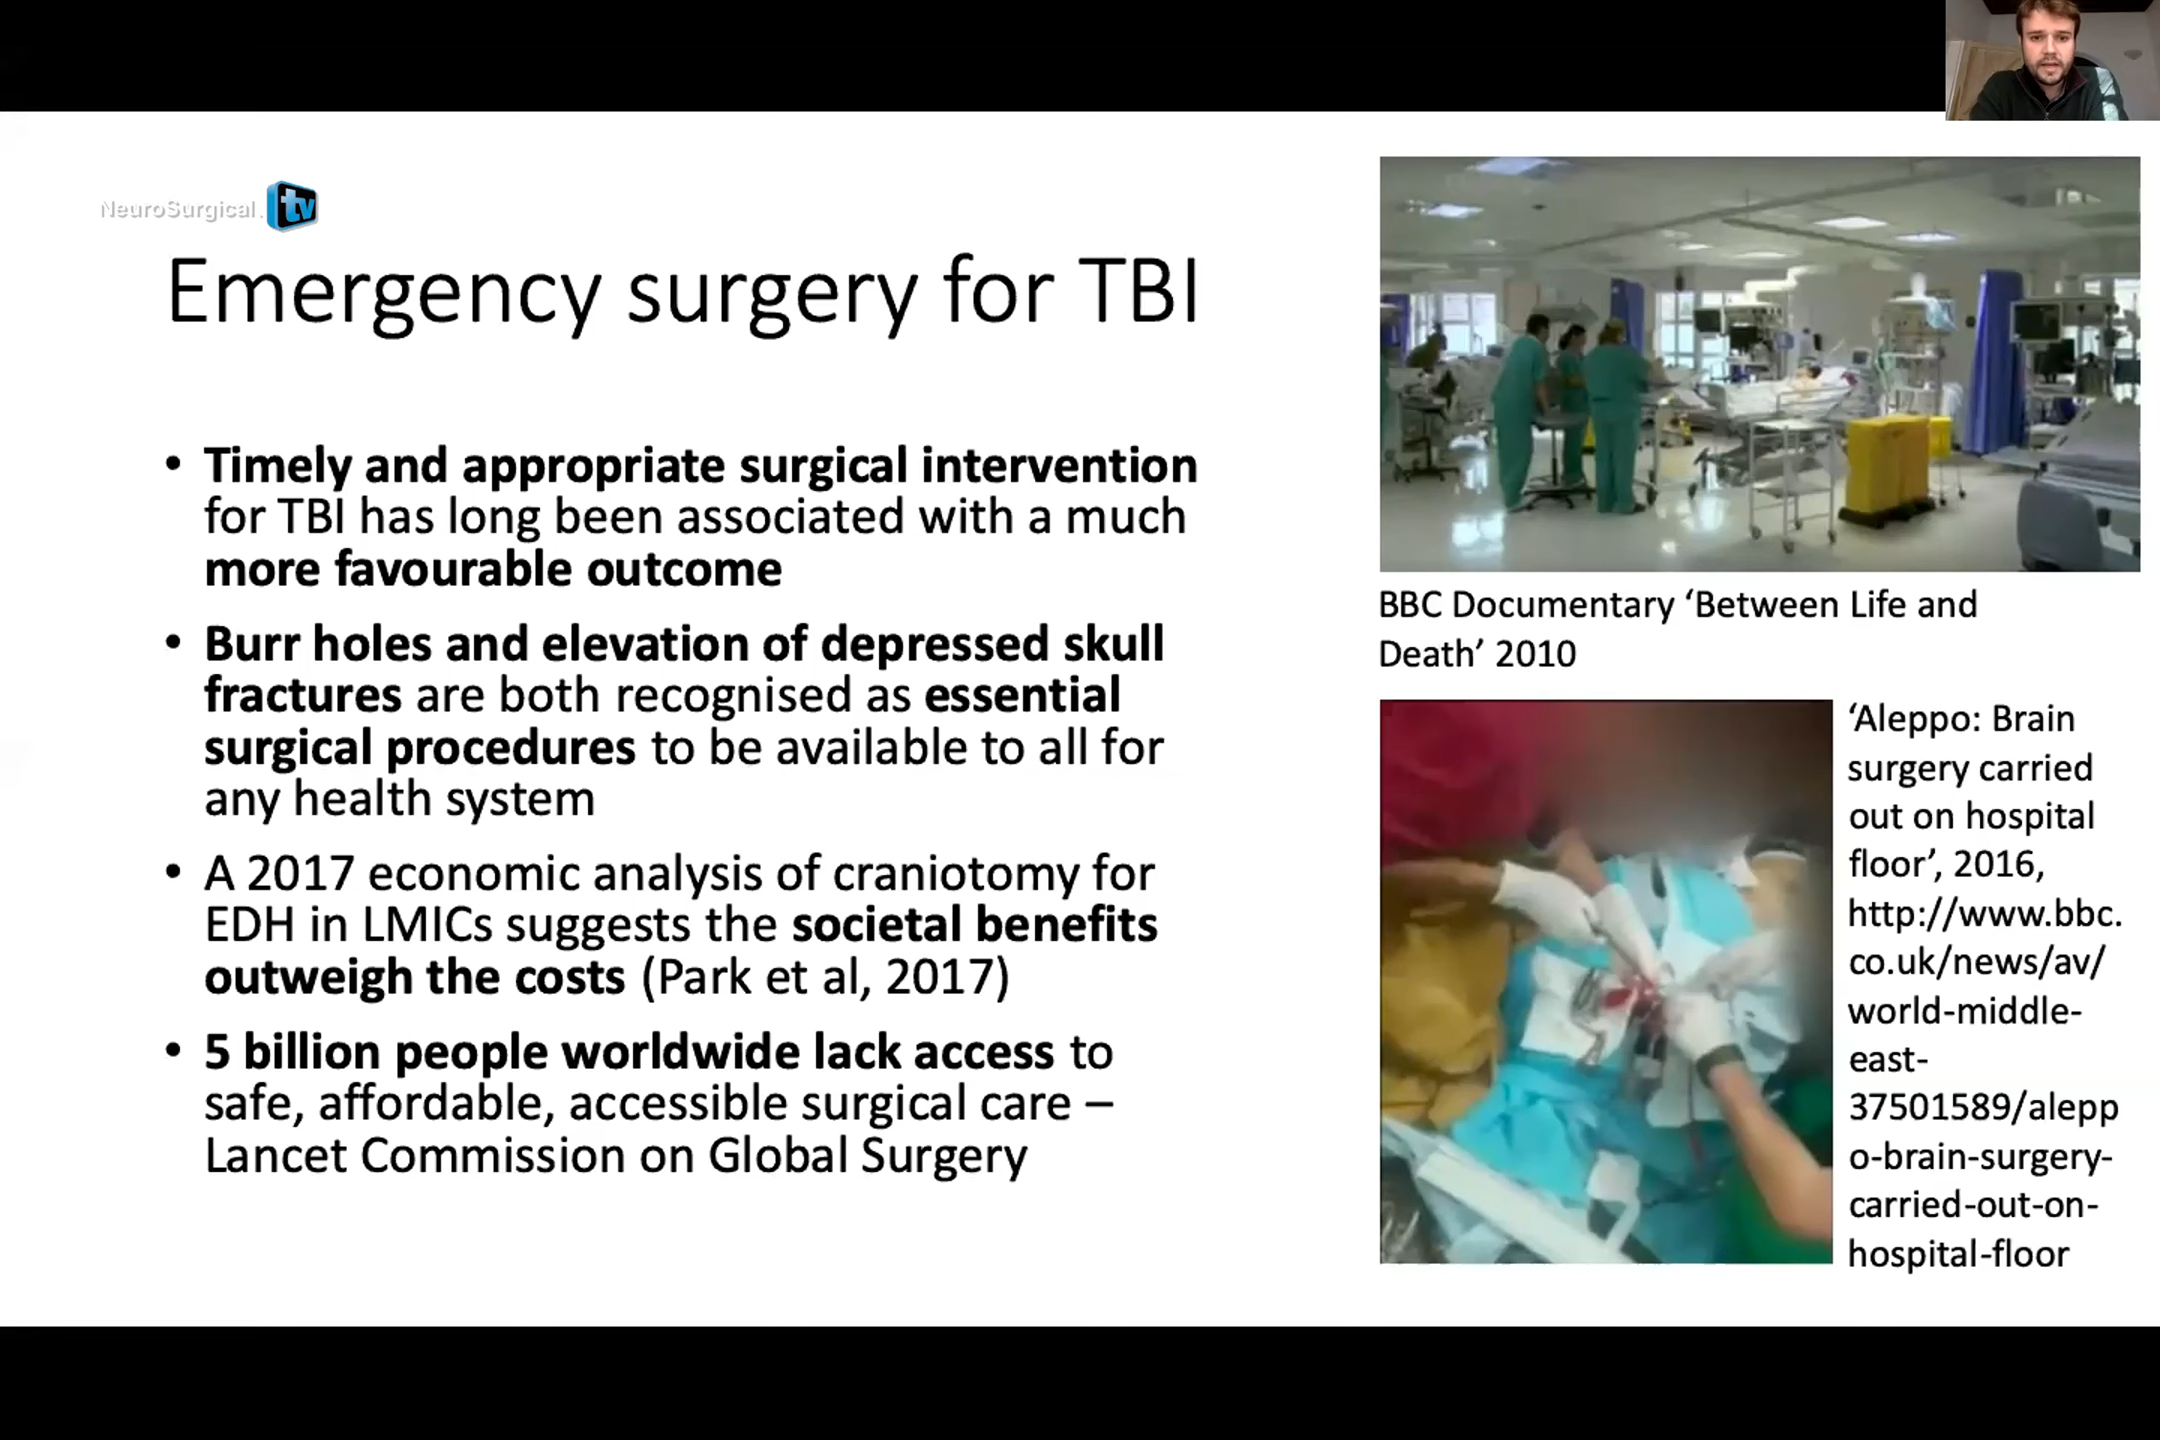 NeuroSurgical.tv
Emergency surgery for TBI
• Timely and appropriate surgical intervention
for TBI has long been associated with a much
more favourable outcome
• Burr holes and elevation of depressed skull
fractures are both recognised as essential
surgical procedures to be available to all for
any health system
• A 2017 economic analysis of craniotomy for
EDH in LMICs suggests the societal benefits
outweigh the costs (Park et al, 2017)
• 5 billion people worldwide lack access to
safe, affordable, accessible surgical care –
Lancet Commission on Global Surgery
BBC Documentary ‘Between Life and
Death’ 2010
‘Aleppo: Brain
surgery carried
out on hospital
floor’, 2016,
http://www.bbc.
co.uk/news/av/
world-middle-
east-
37501589/alepp
o-brain-surgery-
carried-out-on-
hospital-floor